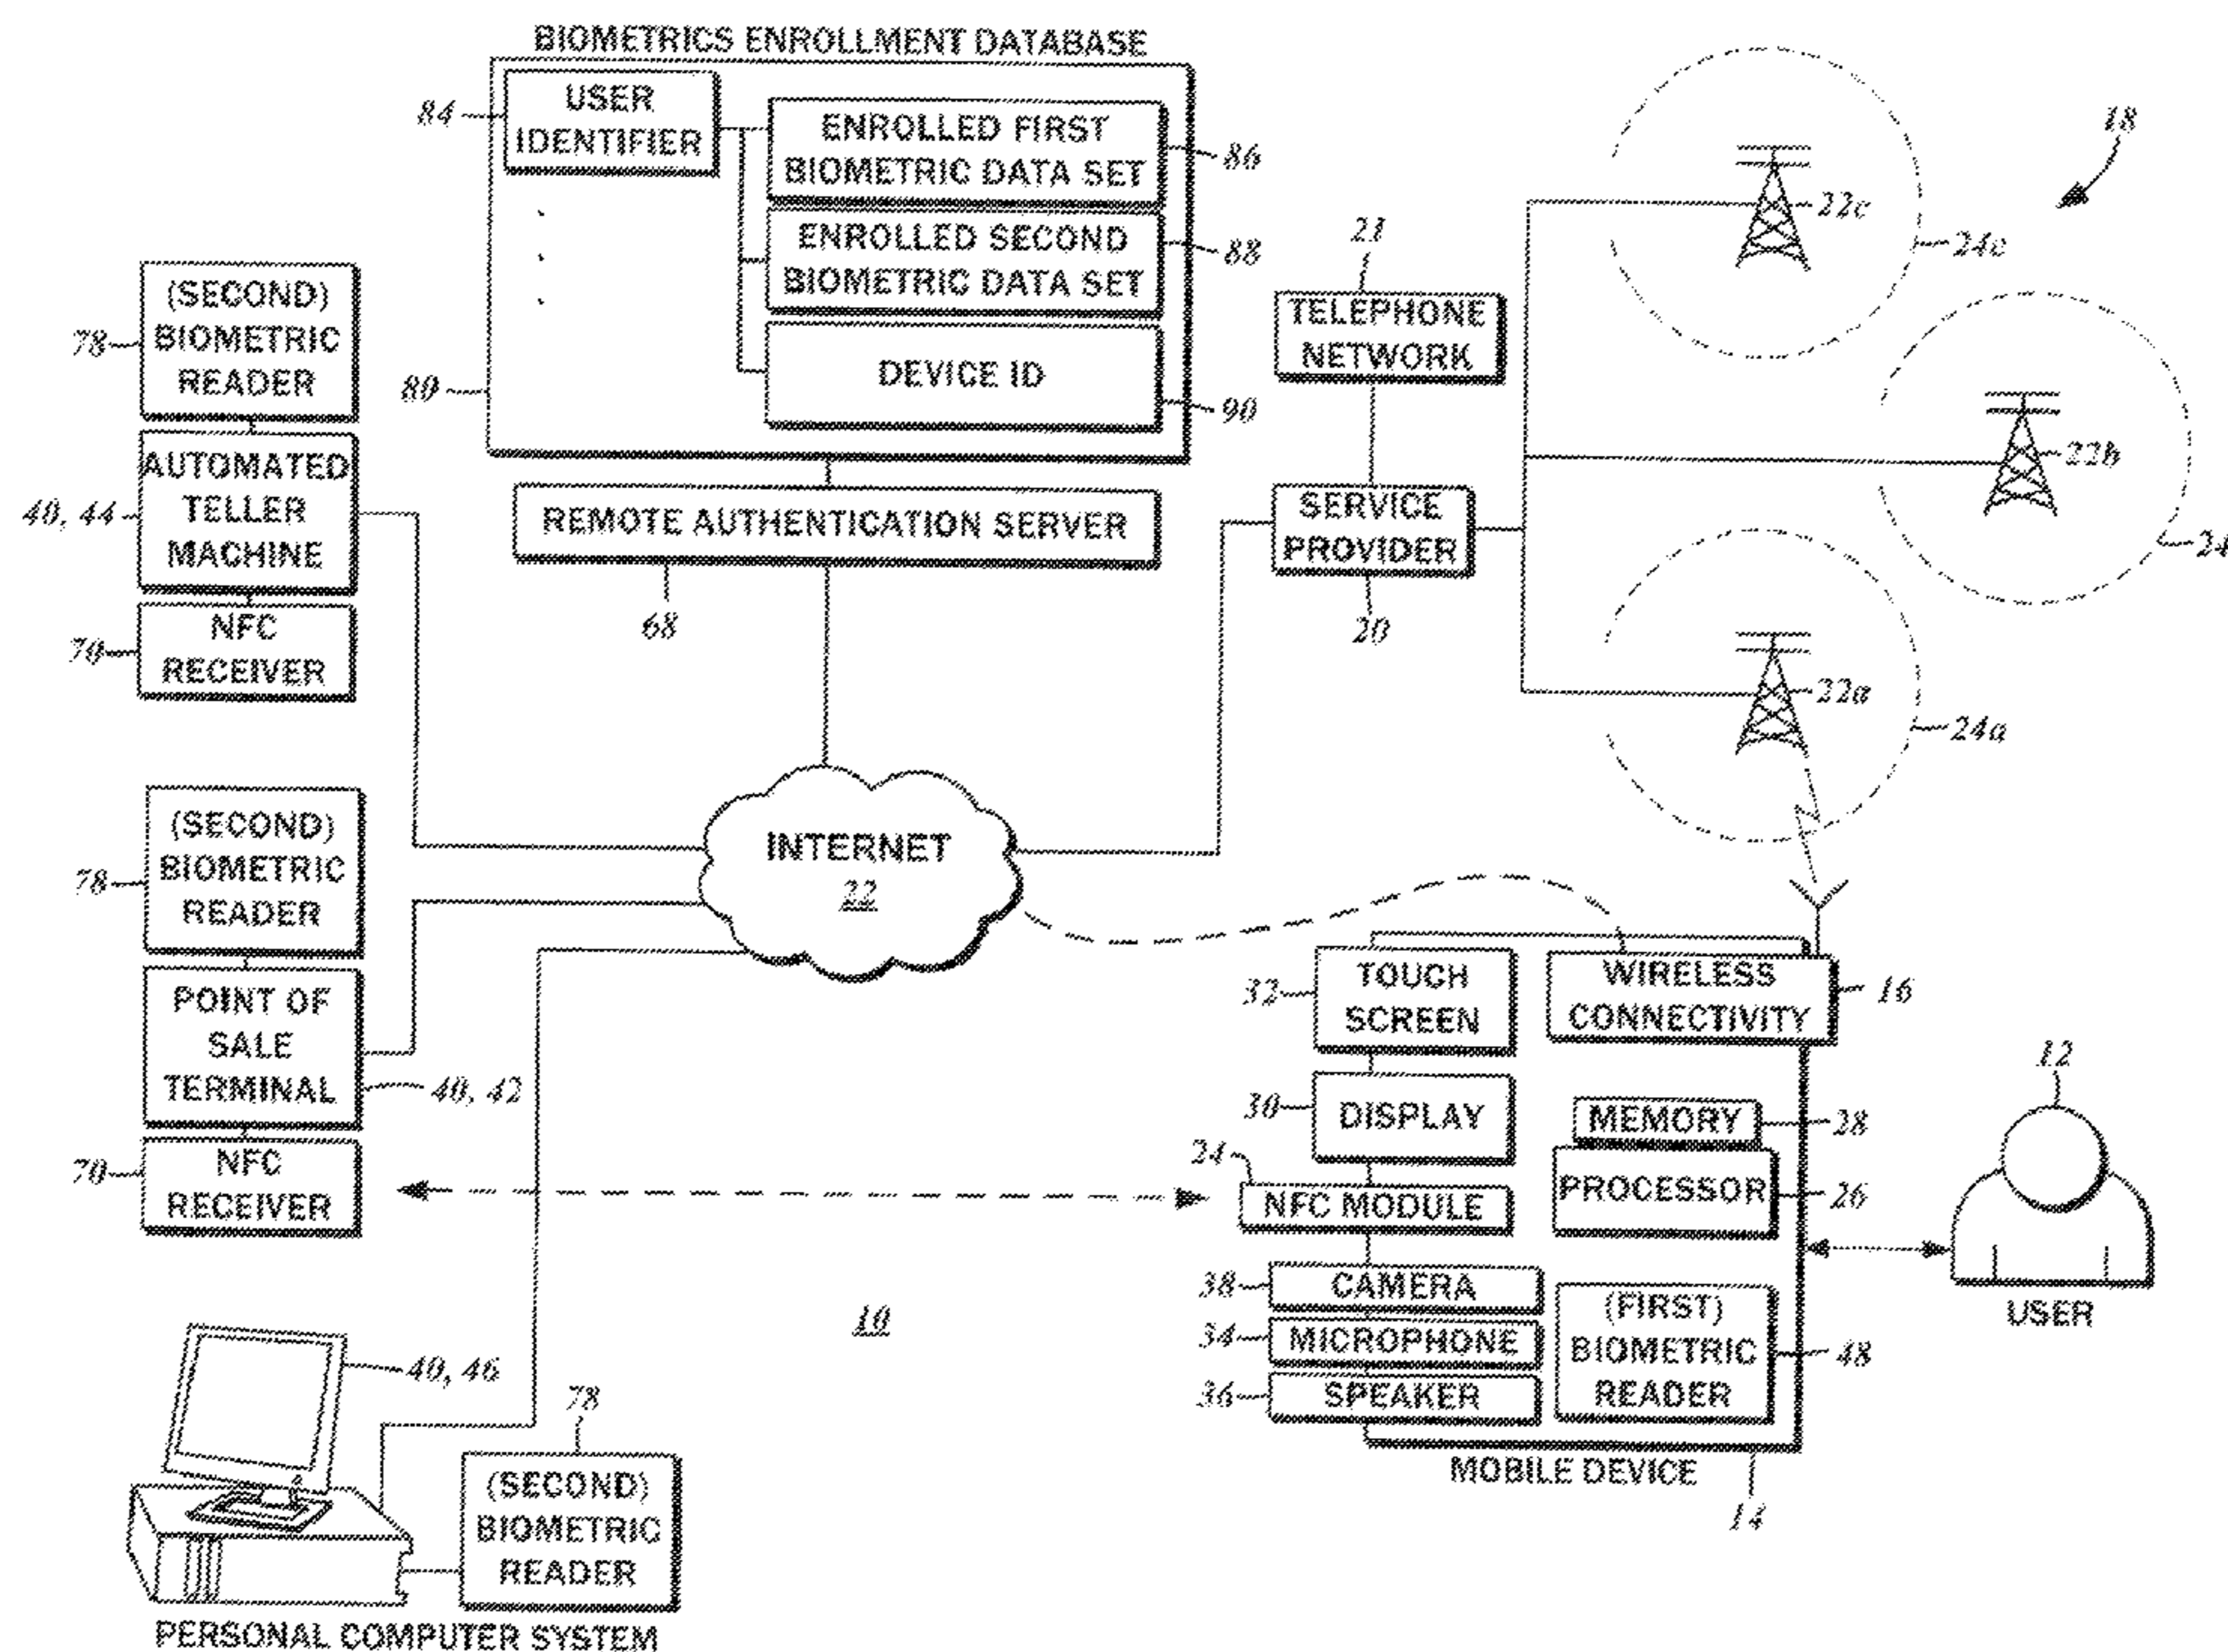 BIOMETRICS ENROLLMENT DATABASE
84
USER
IDENTIFIER
ENROLLED FIRST
BIOMETRIC DATA SET
86
ENROLLED SECOND
BIOMETRIC DATA SET
88
DEVICE ID
90
80
REMOTE AUTHENTICATION SERVER
68
(SECOND)
BIOMETRIC
READER
78
AUTOMATED
TELLER
MACHINE
40, 44
NFC
RECEIVER
70
21
TELEPHONE
NETWORK
SERVICE
PROVIDER
20
18
22c
24c
22b
24
22a
24a
(SECOND)
BIOMETRIC
READER
78
POINT OF
SALE
TERMINAL
40, 42
NFC
RECEIVER
70
INTERNET
22
32
TOUCH
SCREEN
WIRELESS
CONNECTIVITY
16
30
DISPLAY
MEMORY
28
24
NFC MODULE
PROCESSOR
26
38
CAMERA
34
MICROPHONE
36
SPEAKER
(FIRST)
BIOMETRIC
READER
48
MOBILE DEVICE
14
12
USER
10
40, 46
78
(SECOND)
BIOMETRIC
READER
PERSONAL COMPUTER SYSTEM